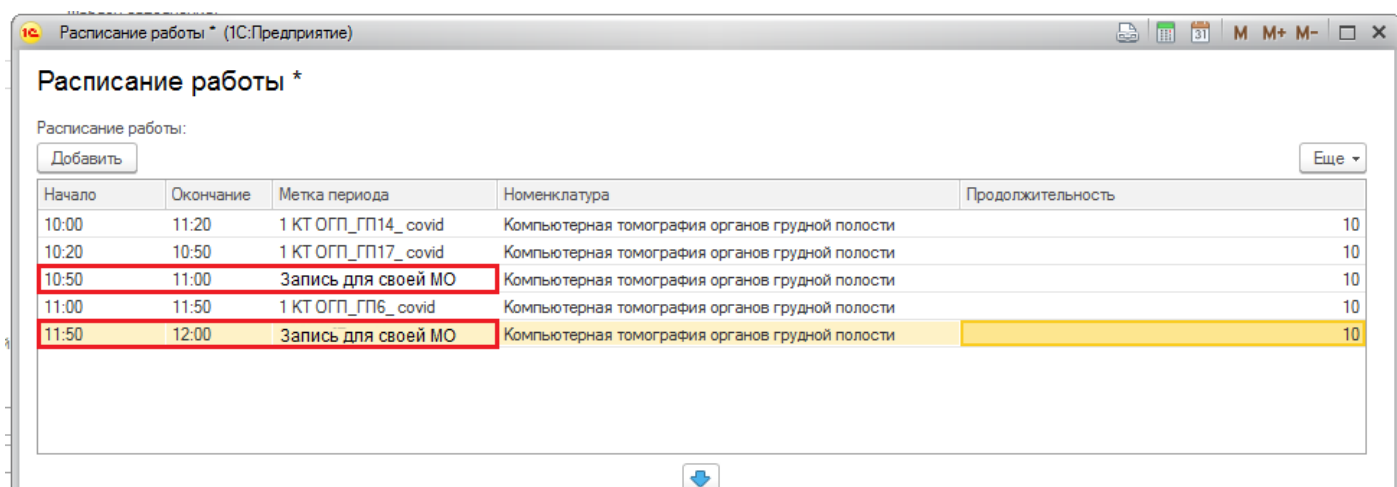 1С Расписание работы * (1С:Предприятие) 31 M M+ M-
Расписание работы *
Расписание работы:
Добавить Еще
Начало Окончание Метка периода Номенклатура Продолжительность
10:00 11:20 1 КТ ОГП_ГП14_ covid Компьютерная томография органов грудной полости 10
10:20 10:50 1 КТ ОГП_ГП17_ covid Компьютерная томография органов грудной полости 10
10:50 11:00 Запись для своей МО Компьютерная томография органов грудной полости 10
11:00 11:50 1 КТ ОГП_ГП6_ covid Компьютерная томография органов грудной полости 10
11:50 12:00 Запись для своей МО Компьютерная томография органов грудной полости 10